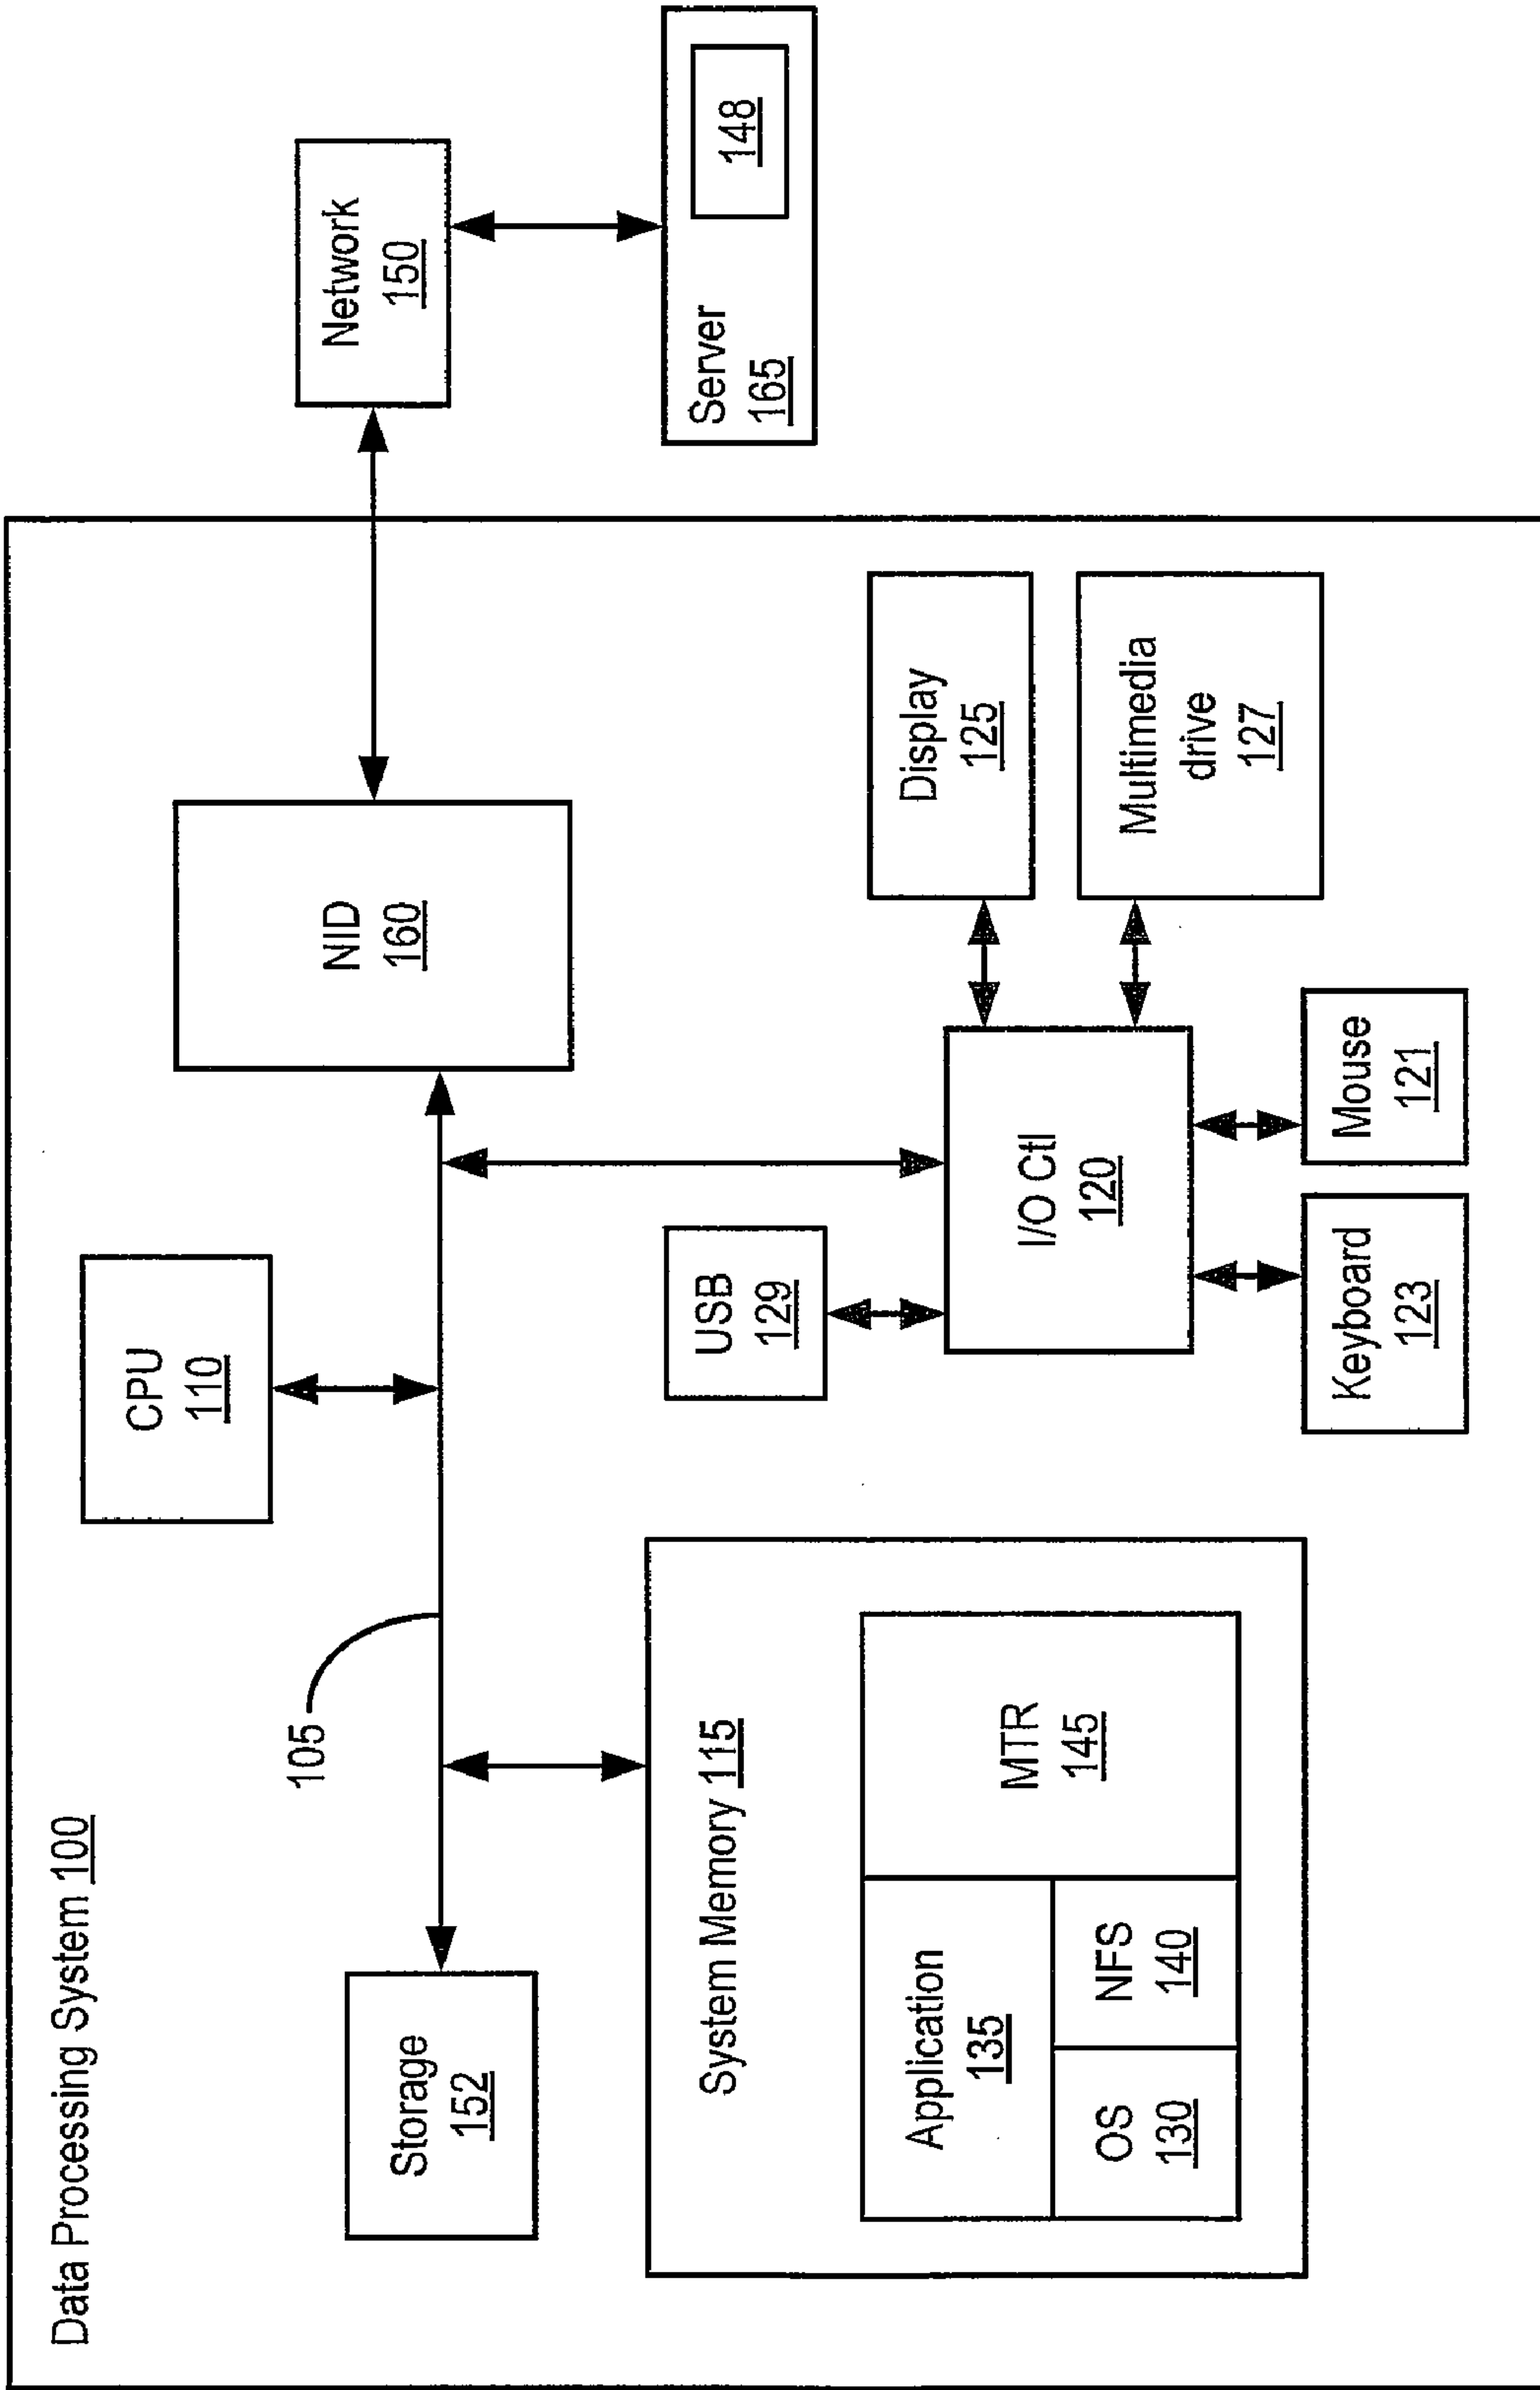 Data Processing System 100
CPU
110
NID
160
Network
150
Storage
152
105
Server
165
148
System Memory 115
Application
135
OS
130
NFS
140
MTR
145
USB
129
I/O Ctl
120
Display
125
Multimedia
drive
127
Keyboard
123
Mouse
121